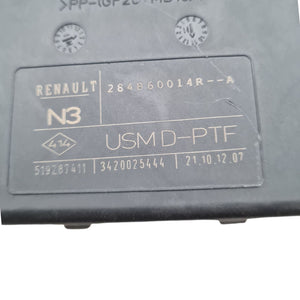 RENAULT 284B60014R--A
N3 USM D-PTF
519287411 3420025444 21.10.12.07